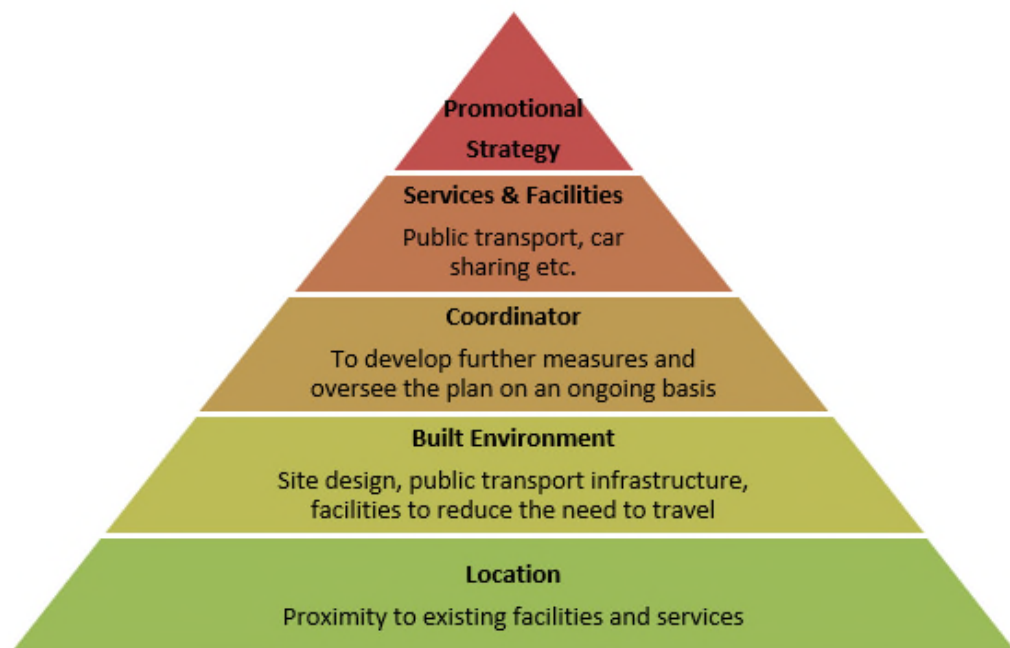 Promotional
Strategy
Services & Facilities
Public transport, car
sharing etc.
Coordinator
To develop further measures and
oversee the plan on an ongoing basis
Built Environment
Site design, public transport infrastructure,
facilities to reduce the need to travel
Location
Proximity to existing facilities and services